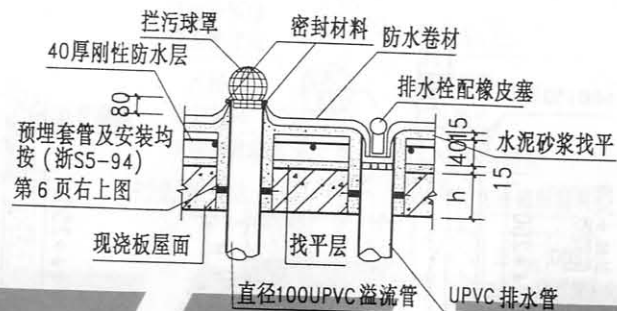 拦污球罩
密封材料
防水卷材
40厚刚性防水层
排水栓配橡皮塞
80
15
水泥砂浆找平
预埋套管及安装均
按(浙S5-94)
第6页右上图
40
15
h
现浇板屋面
找平层
直径100UPVC溢流管
UPVC排水管